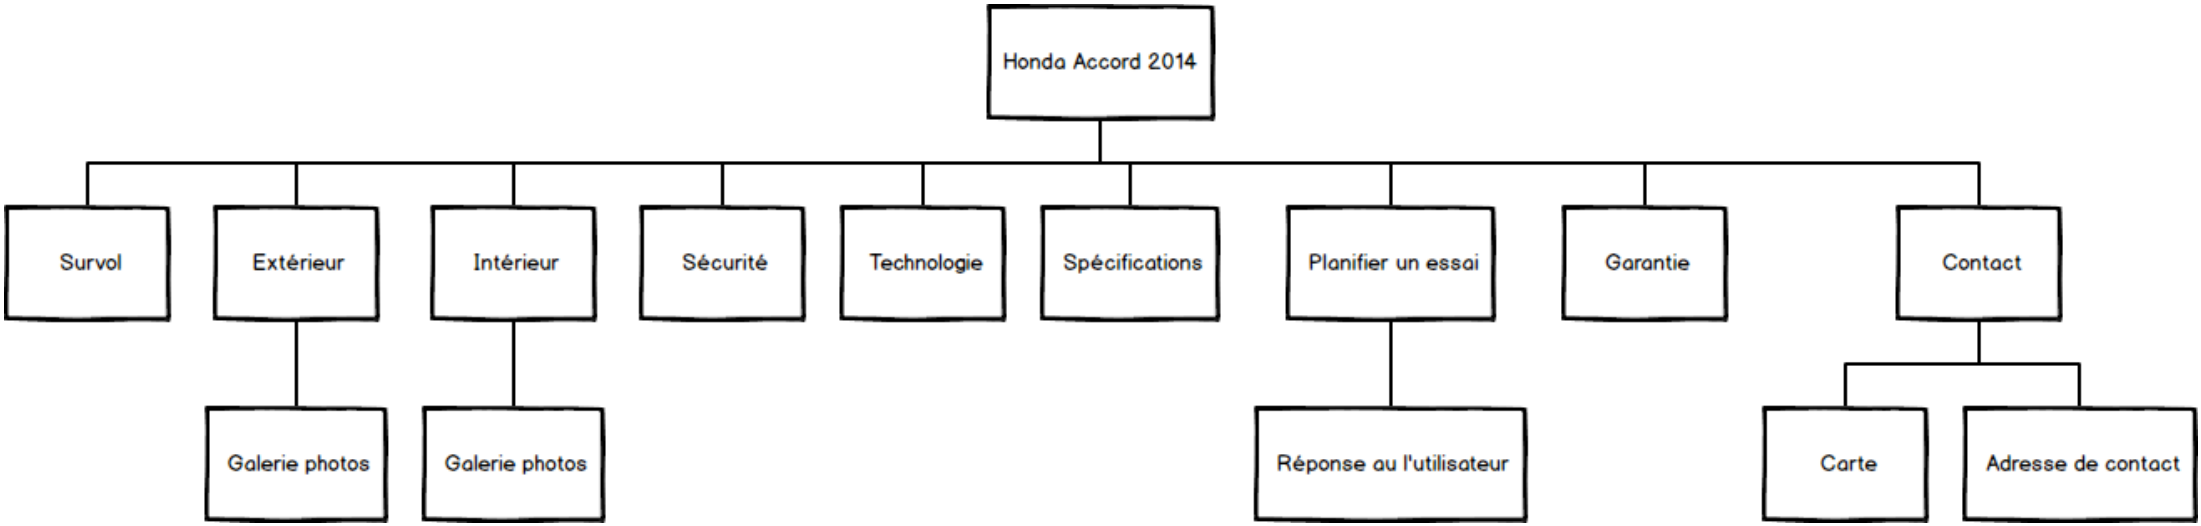 Honda Accord 2014
Survol
Extérieur
Intérieur
Sécurité
Technologie
Spécifications
Planifier un essai
Garantie
Contact
Galerie photos
Galerie photos
Réponse au l'utilisateur
Carte
Adresse de contact